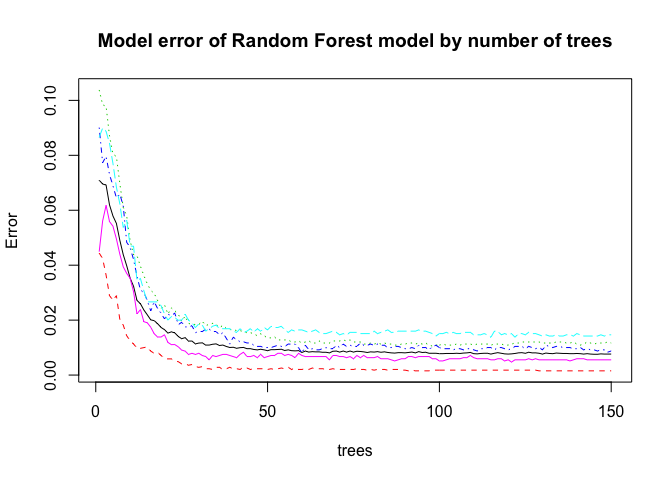 Model error of Random Forest model by number of trees
Error
0.10
0.08
0.06
0.04
0.02
0.00
0 50 100 150
trees